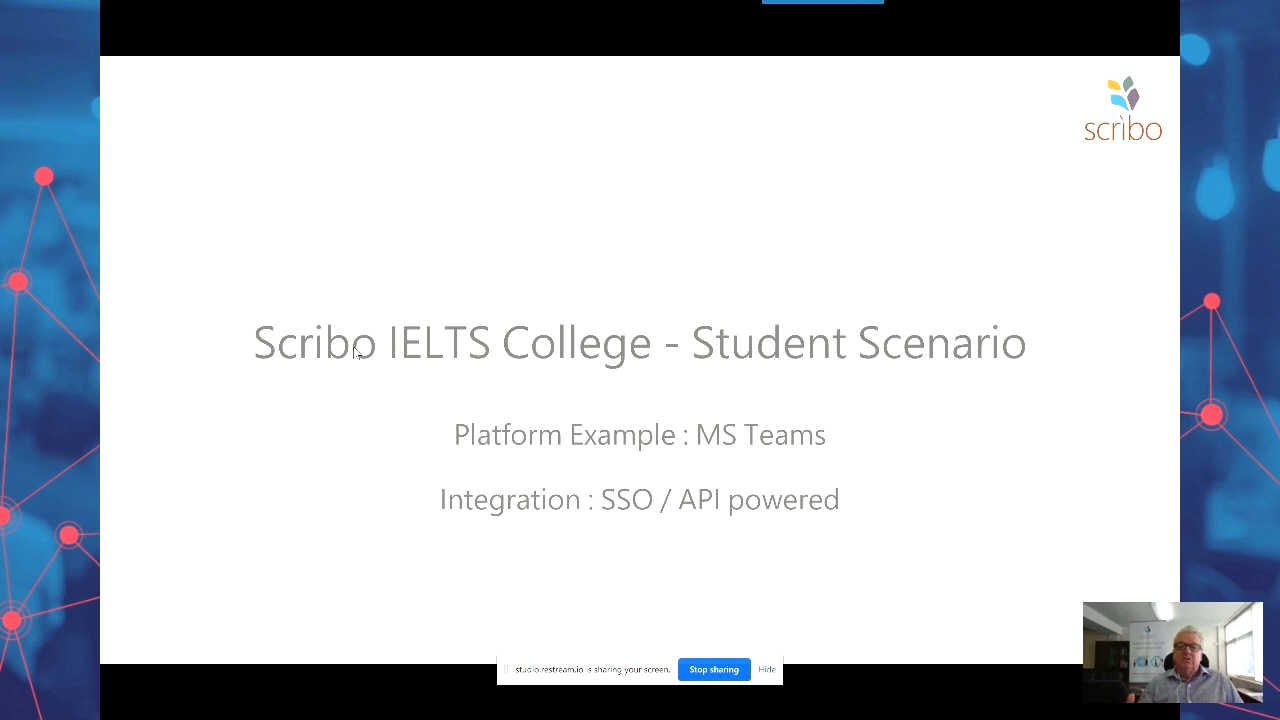 scribo
Scribo IELTS College - Student Scenario
Platform Example : MS Teams
Integration : SSO / API powered
studio.restream.io is sharing your screen. Stop sharing Hide